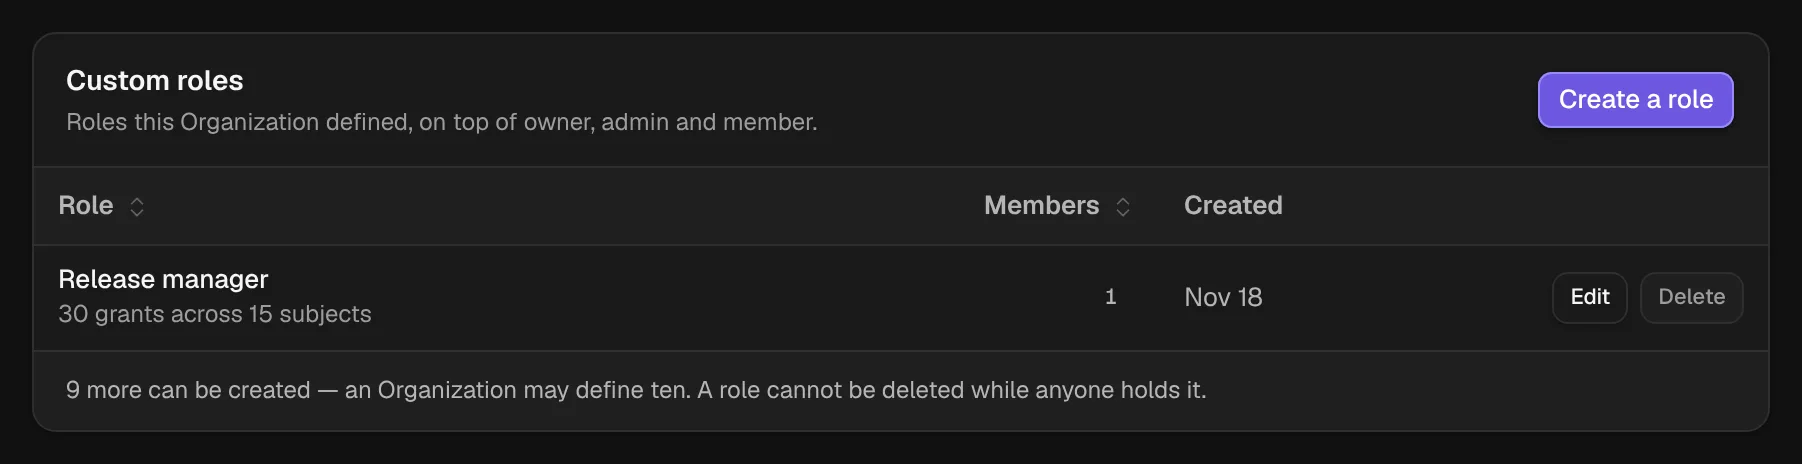 Custom roles
Roles this Organization defined, on top of owner, admin and member.
Create a role
Role
Members
Created
Release manager
30 grants across 15 subjects
1
Nov 18
Edit
Delete
9 more can be created — an Organization may define ten. A role cannot be deleted while anyone holds it.